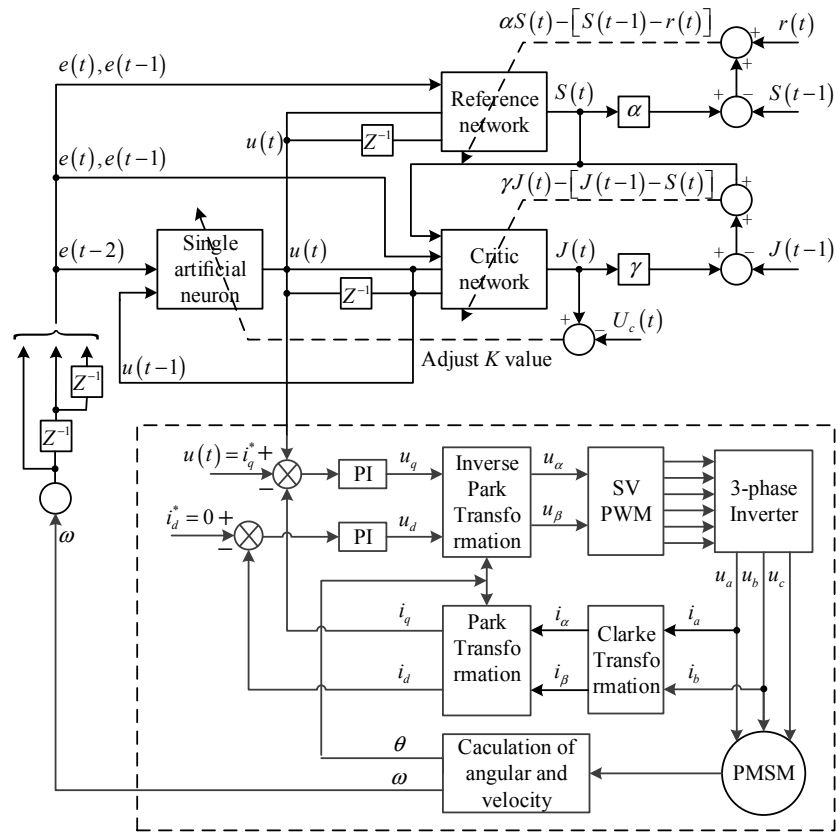 αS(t)−[S(t−1)−r(t)]
+
r(t)
+
e(t),e(t−1)
Reference
network
S(t)
α
+
−
S(t−1)
u(t)
Z⁻¹
e(t),e(t−1)
γJ(t)−[J(t−1)−S(t)]
+
+
e(t−2)
Single
artificial
neuron
u(t)
Critic
network
J(t)
γ
+
−
J(t−1)
Z⁻¹
+
−
U_c(t)
Adjust K value
u(t−1)
Z⁻¹
Z⁻¹
u(t)=i_q^*
+
−
PI
u_q
Inverse
Park
Transfo
rmation
u_α
u_β
SV
PWM
3-phase
Inverter
i_d^*=0
+
−
PI
u_d
ω
u_a
u_b
u_c
i_q
i_d
Park
Transfo
rmation
i_α
i_β
Clarke
Transfo
rmation
i_a
i_b
θ
ω
Caculation of
angular and
velocity
PMSM